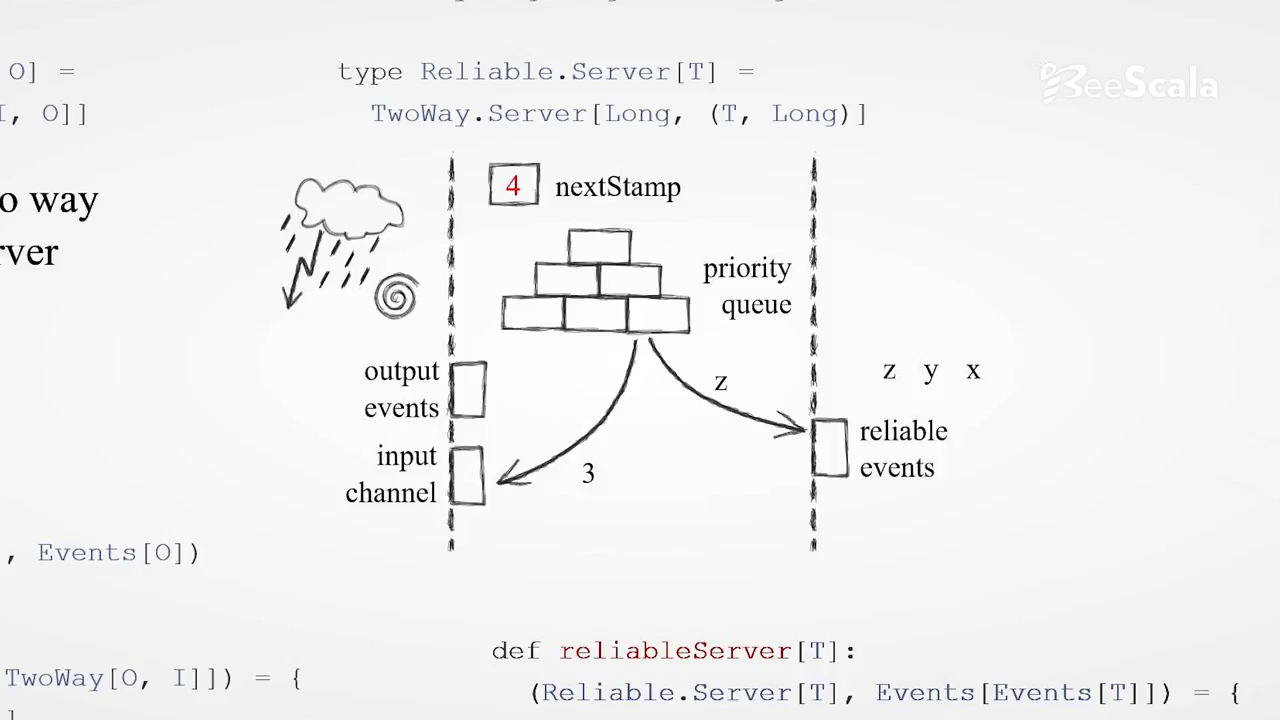 O] =
I, O]]
o way
rver
, Events[O])
TwoWay[O, I]]) = {
type Reliable.Server[T] =
TwoWay.Server[Long, (T, Long)]
BeeScala
4 nextStamp
priority
queue
output
events
input
channel
z
3
z y x
reliable
events
def reliableServer[T]:
(Reliable.Server[T], Events[Events[T]]) = {